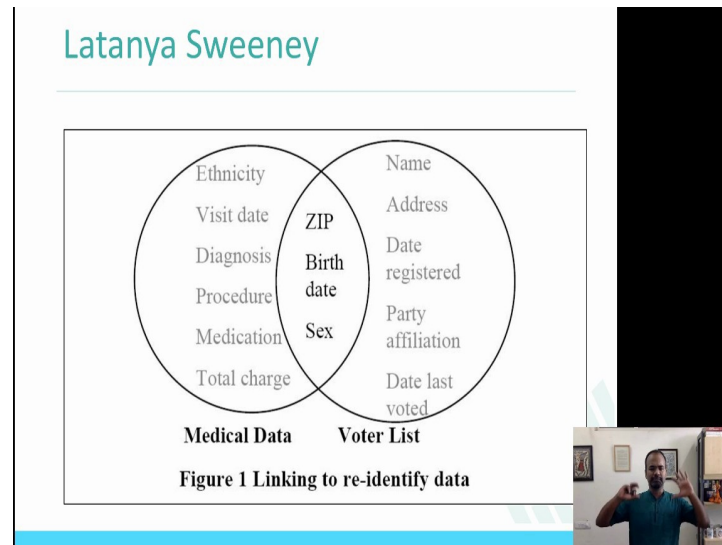 Latanya Sweeney
Ethnicity
Visit date
Diagnosis
Procedure
Medication
Total charge
ZIP
Birth
date
Sex
Name
Address
Date
registered
Party
affiliation
Date last
voted
Medical Data
Voter List
Figure 1 Linking to re-identify data